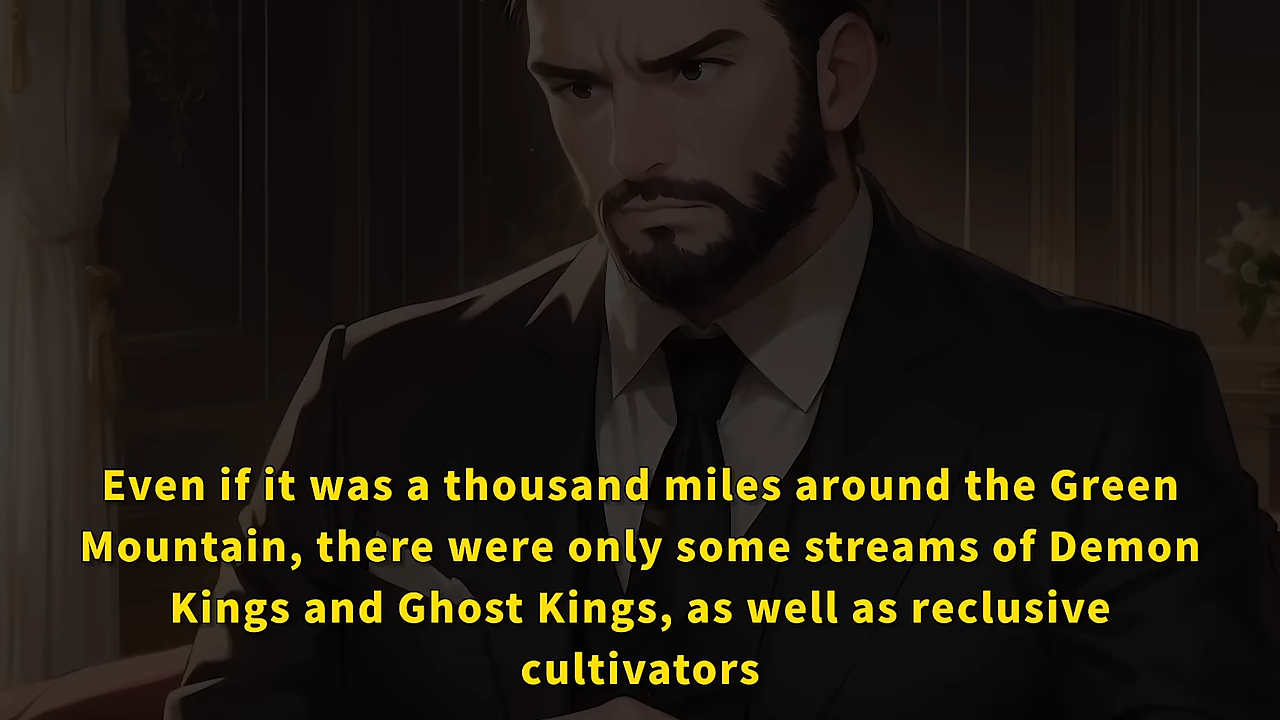 Even if it was a thousand miles around the Green
Mountain, there were only some streams of Demon
Kings and Ghost Kings, as well as reclusive
cultivators